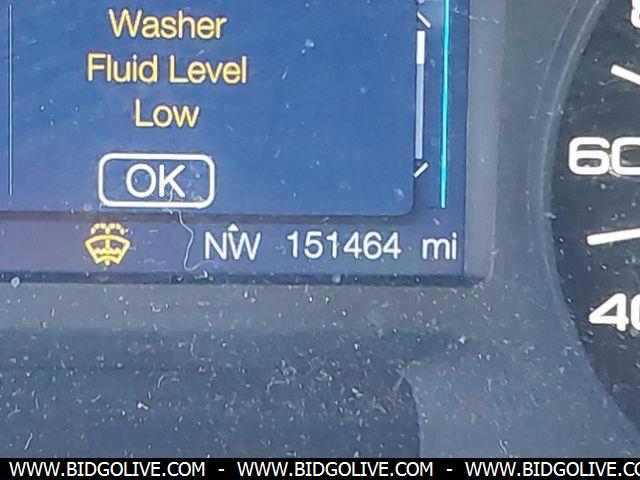 Washer
Fluid Level
Low
OK
NW 151464 mi
60
40
WWW.BIDGOLIVE.COM - WWW.BIDGOLIVE.COM - WWW.BIDGOLIVE.COM